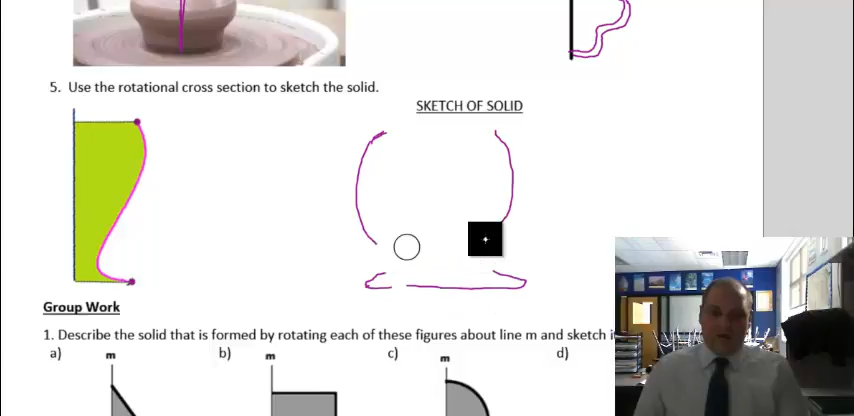 5. Use the rotational cross section to sketch the solid.
SKETCH OF SOLID
Group Work
1. Describe the solid that is formed by rotating each of these figures about line m and sketch i
a) b) c) d)
m m m